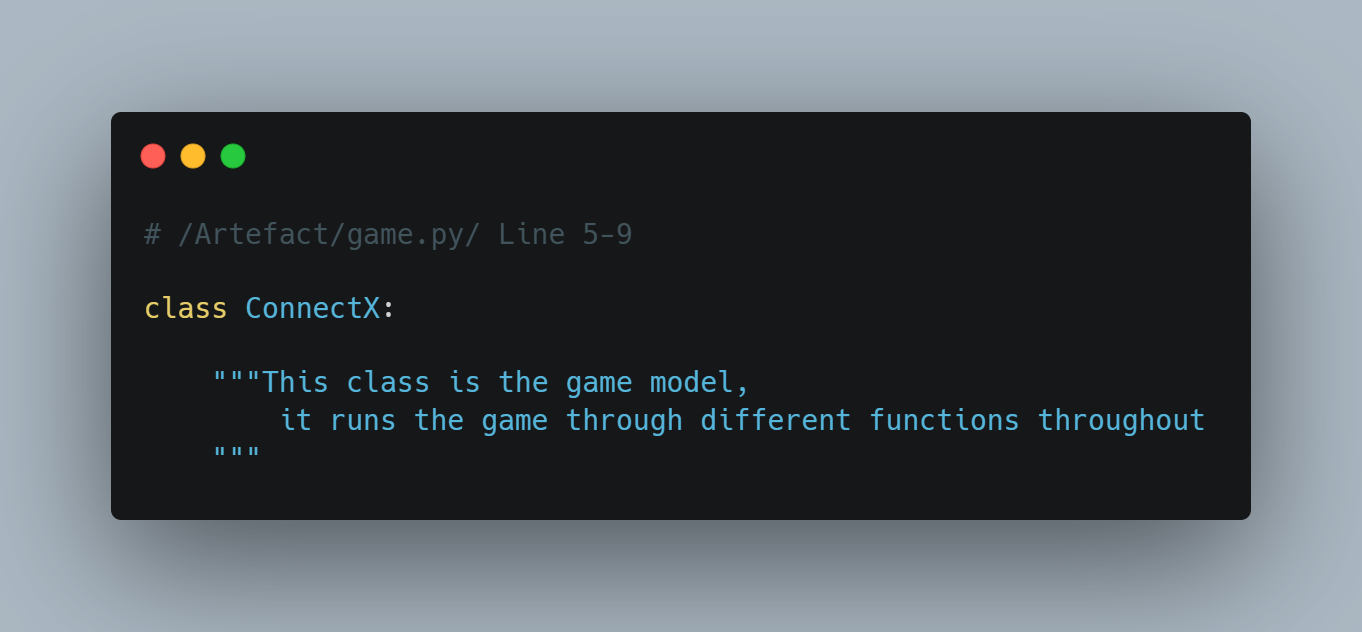 # /Artefact/game.py/ Line 5-9
class ConnectX:
"""This class is the game model,
it runs the game through different functions throughout
"""